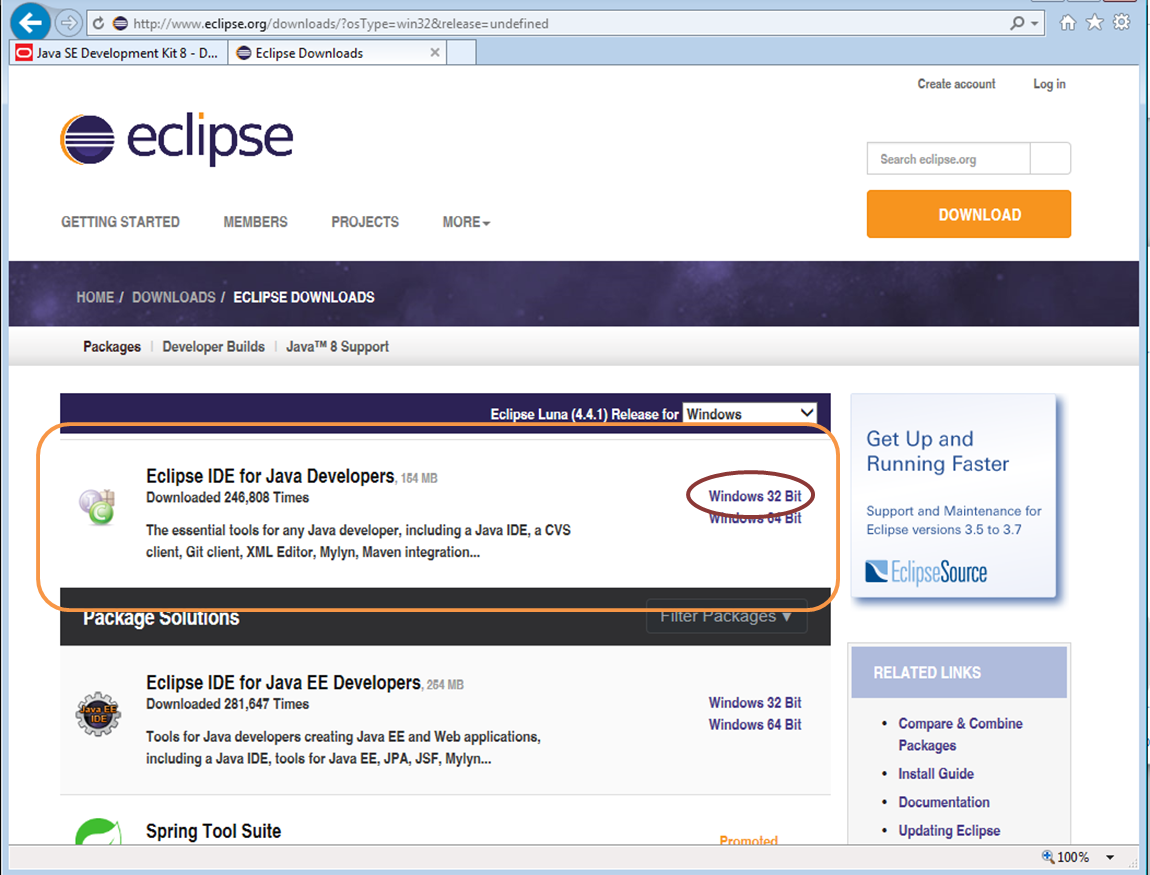 http://www.eclipse.org/downloads/?osType=win32&release=undefined
Java SE Development Kit 8 - D...
Eclipse Downloads
Create account
Log in
eclipse
Search eclipse.org
DOWNLOAD
GETTING STARTED
MEMBERS
PROJECTS
MORE
HOME / DOWNLOADS / ECLIPSE DOWNLOADS
Packages | Developer Builds | Java™ 8 Support
Eclipse Luna (4.4.1) Release for Windows
Eclipse IDE for Java Developers, 154 MB
Downloaded 246,808 Times
Windows 32 Bit
Windows 64 Bit
The essential tools for any Java developer, including a Java IDE, a CVS
client, Git client, XML Editor, Mylyn, Maven integration...
Package Solutions
Filter Packages ▾
Eclipse IDE for Java EE Developers, 254 MB
Downloaded 281,647 Times
Windows 32 Bit
Windows 64 Bit
Java EE
IDE
Tools for Java developers creating Java EE and Web applications,
including a Java IDE, tools for Java EE, JPA, JSF, Mylyn...
Spring Tool Suite
Promoted
Get Up and
Running Faster
Support and Maintenance for
Eclipse versions 3.5 to 3.7
EclipseSource
RELATED LINKS
• Compare & Combine
Packages
• Install Guide
• Documentation
• Updating Eclipse
100%